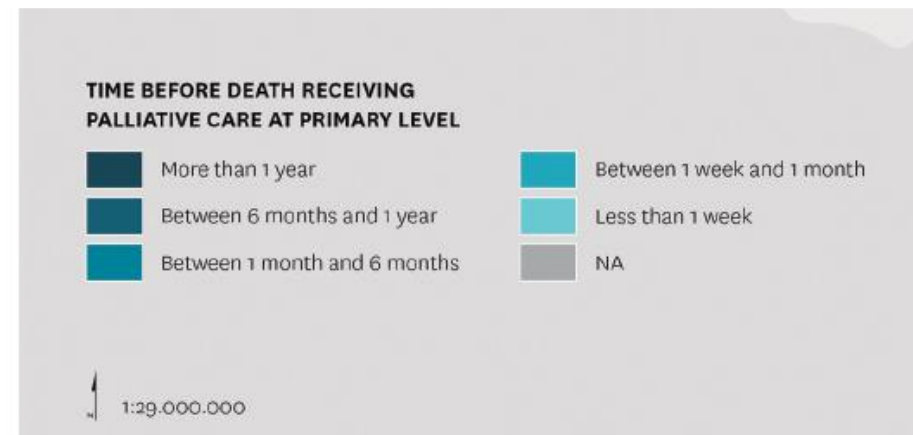 TIME BEFORE DEATH RECEIVING
PALLIATIVE CARE AT PRIMARY LEVEL
More than 1 year
Between 6 months and 1 year
Between 1 month and 6 months
Between 1 week and 1 month
Less than 1 week
NA
N
1:29.000.000